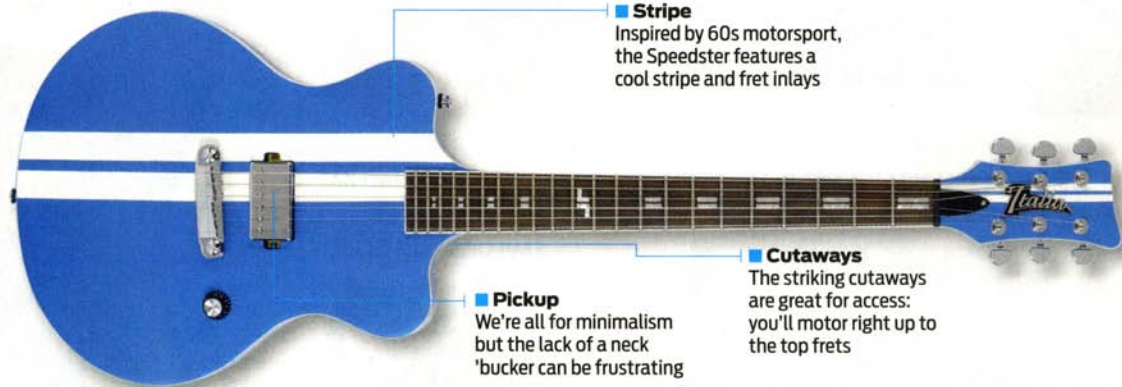 Stripe
Inspired by 60s motorsport,
the Speedster features a
cool stripe and fret inlays
Italia
Cutaways
The striking cutaways
are great for access:
you'll motor right up to
the top frets
Pickup
We're all for minimalism
but the lack of a neck
'bucker can be frustrating